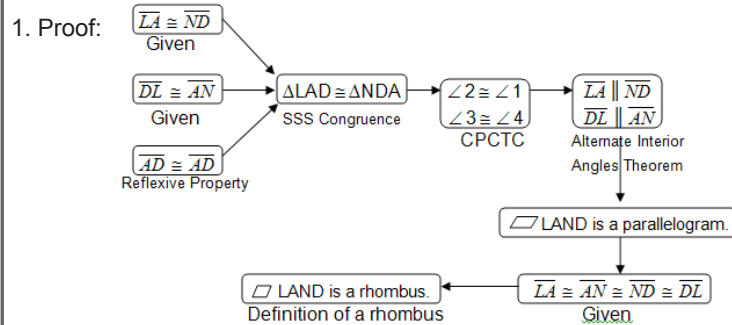 1. Proof:
LA ≅ ND
Given
DL ≅ AN
Given
AD ≅ AD
Reflexive Property
ΔLAD ≅ ΔNDA
SSS Congruence
∠2 ≅ ∠1
∠3 ≅ ∠4
CPCTC
LA ∥ ND
DL ∥ AN
Alternate Interior
Angles Theorem
▱ LAND is a parallelogram.
LA ≅ AN ≅ ND ≅ DL
Given
▱ LAND is a rhombus.
Definition of a rhombus